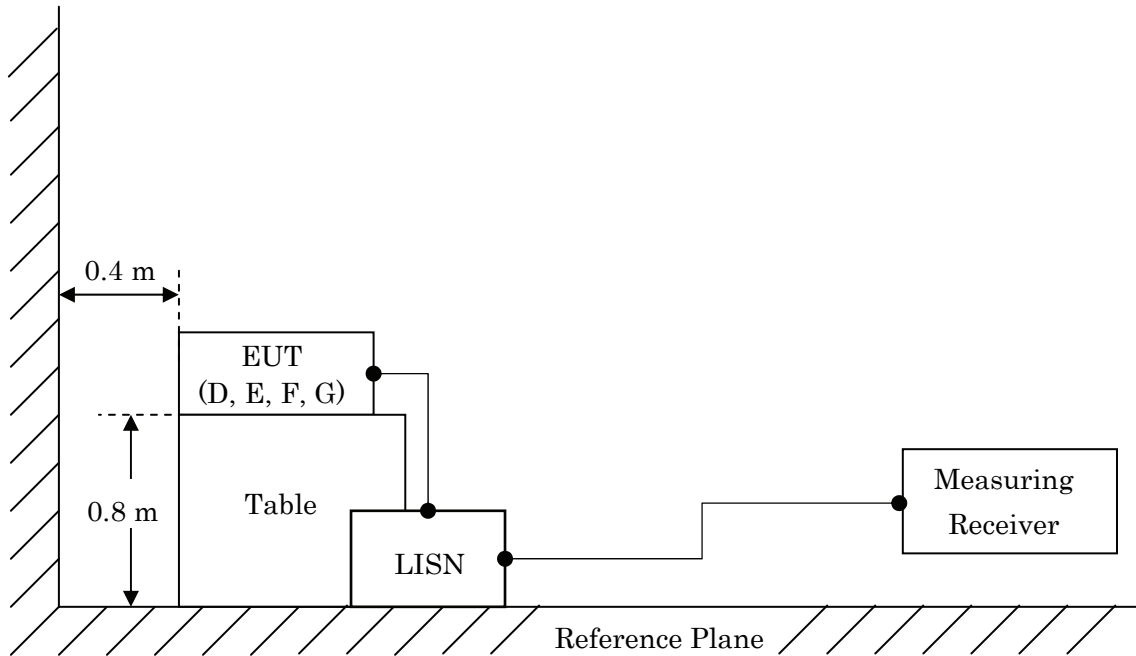 0.4 m
EUT
(D, E, F, G)
0.8 m
Table
LISN
Measuring
Receiver
Reference Plane